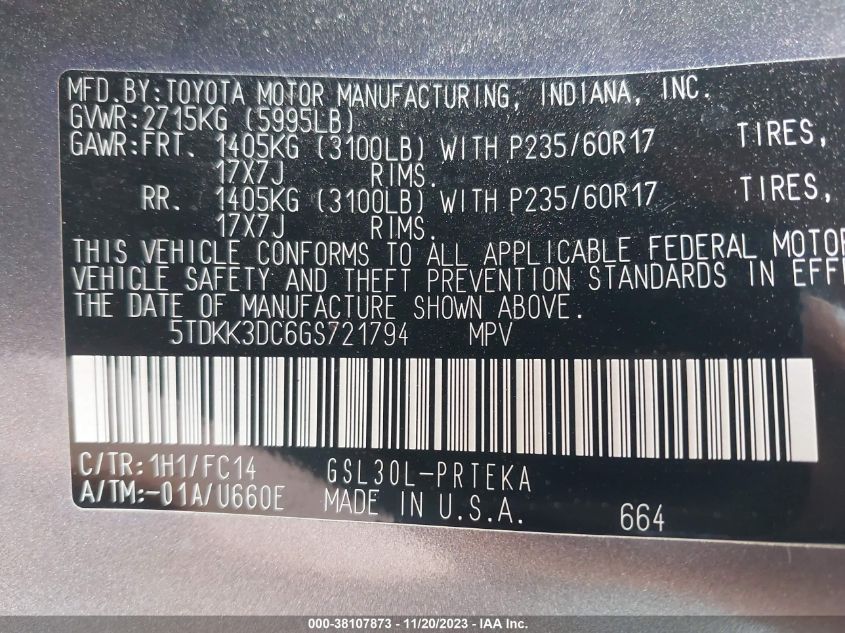 MFD.BY:TOYOTA MOTOR MANUFACTURING, INDIANA, INC.
GVWR:2715KG (5995LB)
GAWR:FRT. 1405KG (3100LB) WITH P235/60R17 TIRES,
17X7J RIMS.
RR. 1405KG (3100LB) WITH P235/60R17 TIRES,
17X7J RIMS.
THIS VEHICLE CONFORMS TO ALL APPLICABLE FEDERAL MOTOR
VEHICLE SAFETY AND THEFT PREVENTION STANDARDS IN EFFE
THE DATE OF MANUFACTURE SHOWN ABOVE.
5TDKK3DC6GS721794 MPV
C/TR:1H1/FC14 GSL30L-PRTEKA
A/TM:-01A/U660E MADE IN U.S.A. 664
000-38107873 - 11/20/2023 - IAA Inc.